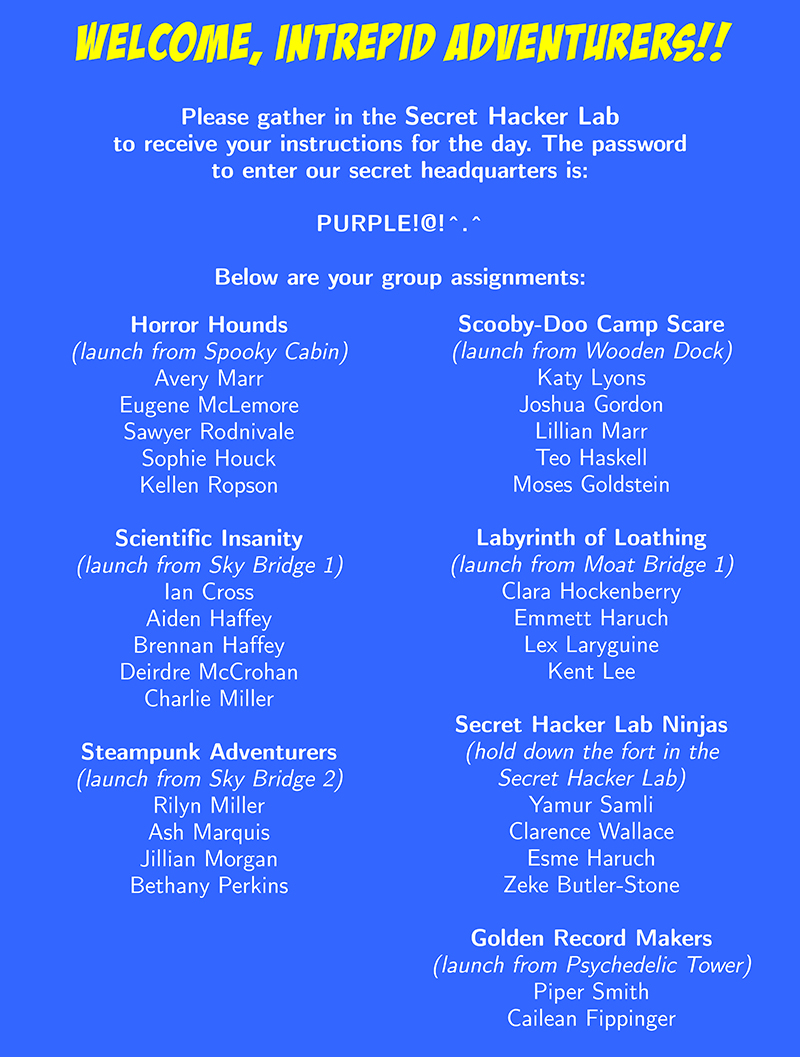 WELCOME, INTREPID ADVENTURERS!!
Please gather in the Secret Hacker Lab
to receive your instructions for the day. The password
to enter our secret headquarters is:
PURPLE!@!^.^
Below are your group assignments:
Horror Hounds
(launch from Spooky Cabin)
Avery Marr
Eugene McLemore
Sawyer Rodnivale
Sophie Houck
Kellen Ropson
Scientific Insanity
(launch from Sky Bridge 1)
Ian Cross
Aiden Haffey
Brennan Haffey
Deirdre McCrohan
Charlie Miller
Steampunk Adventurers
(launch from Sky Bridge 2)
Rilyn Miller
Ash Marquis
Jillian Morgan
Bethany Perkins
Scooby-Doo Camp Scare
(launch from Wooden Dock)
Katy Lyons
Joshua Gordon
Lillian Marr
Teo Haskell
Moses Goldstein
Labyrinth of Loathing
(launch from Moat Bridge 1)
Clara Hockenberry
Emmett Haruch
Lex Laryguine
Kent Lee
Secret Hacker Lab Ninjas
(hold down the fort in the
Secret Hacker Lab)
Yamur Samli
Clarence Wallace
Esme Haruch
Zeke Butler-Stone
Golden Record Makers
(launch from Psychedelic Tower)
Piper Smith
Cailean Fippinger